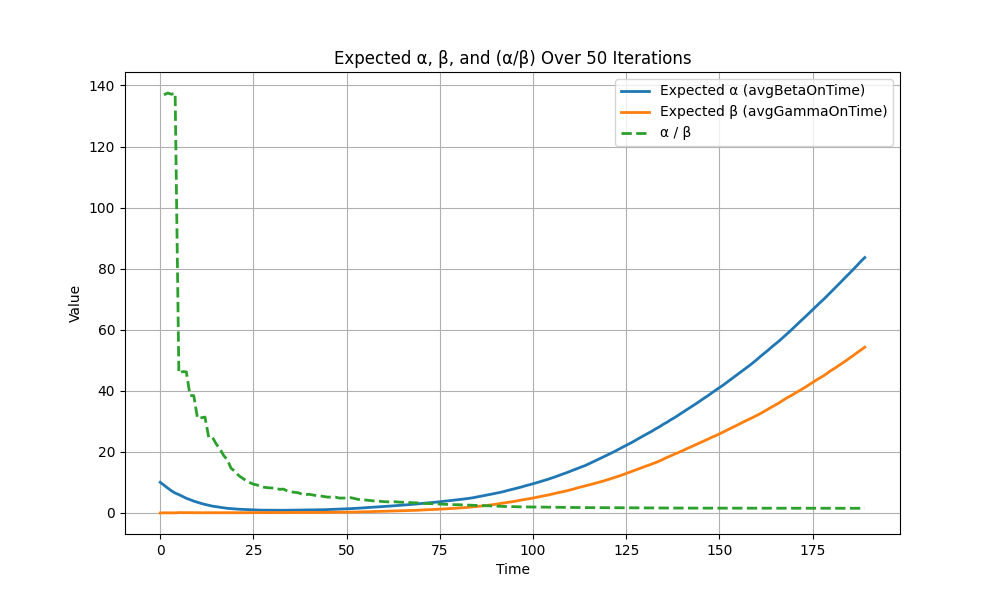 Expected α, β, and (α/β) Over 50 Iterations
Expected α (avgBetaOnTime)
Expected β (avgGammaOnTime)
α / β
140
120
100
80
60
40
20
0
Value
0 25 50 75 100 125 150 175
Time